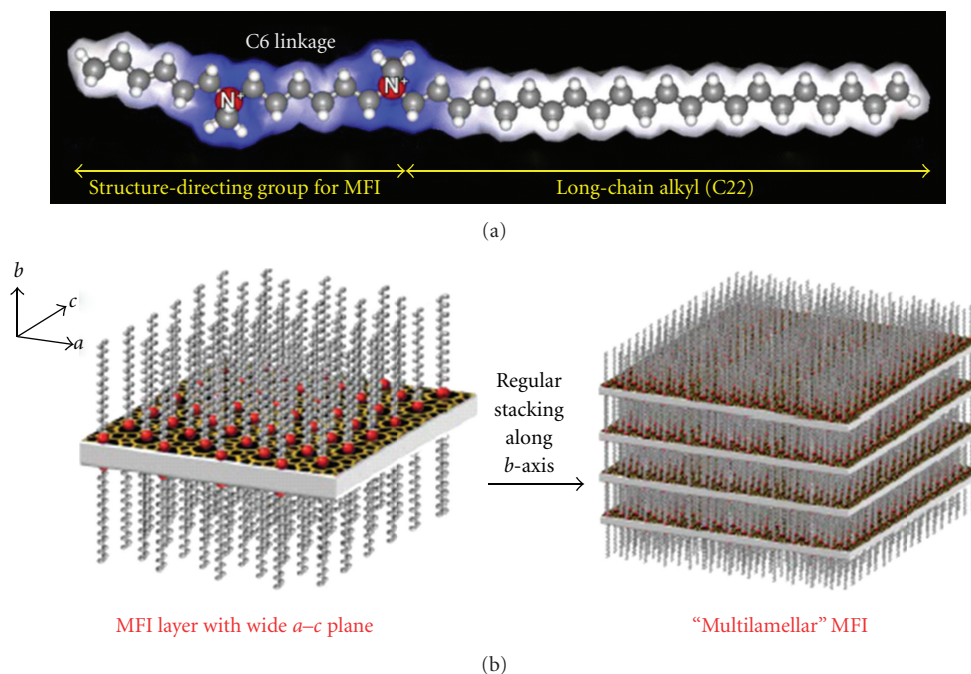 C6 linkage
N+
N+
Structure-directing group for MFI
Long-chain alkyl (C22)
(a)
b
c
a
Regular
stacking
along
b-axis
MFI layer with wide a–c plane
“Multilamellar” MFI
(b)